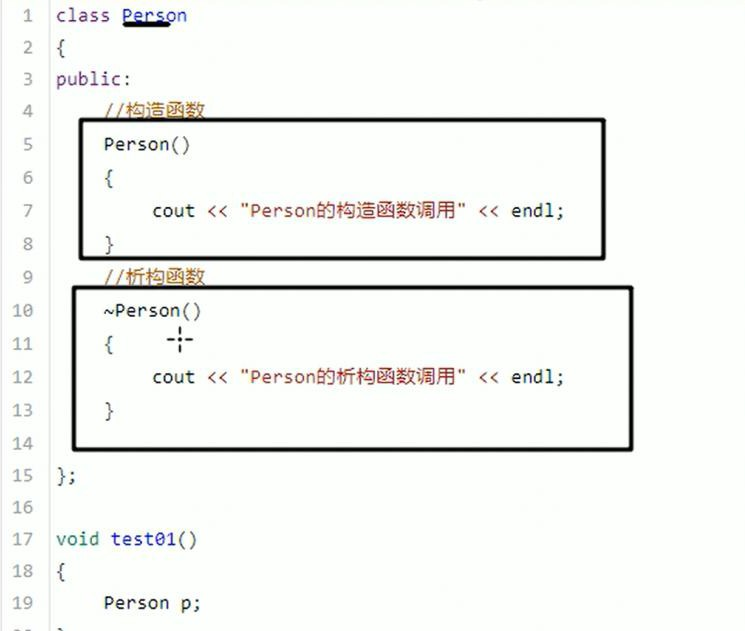 1 class Person
2 {
3 public:
4 //构造函数
5 Person()
6 {
7 cout << "Person的构造函数调用" << endl;
8 }
9 //析构函数
10 ~Person()
11 {
12 cout << "Person的析构函数调用" << endl;
13 }
14
15 };
16
17 void test01()
18 {
19 Person p;